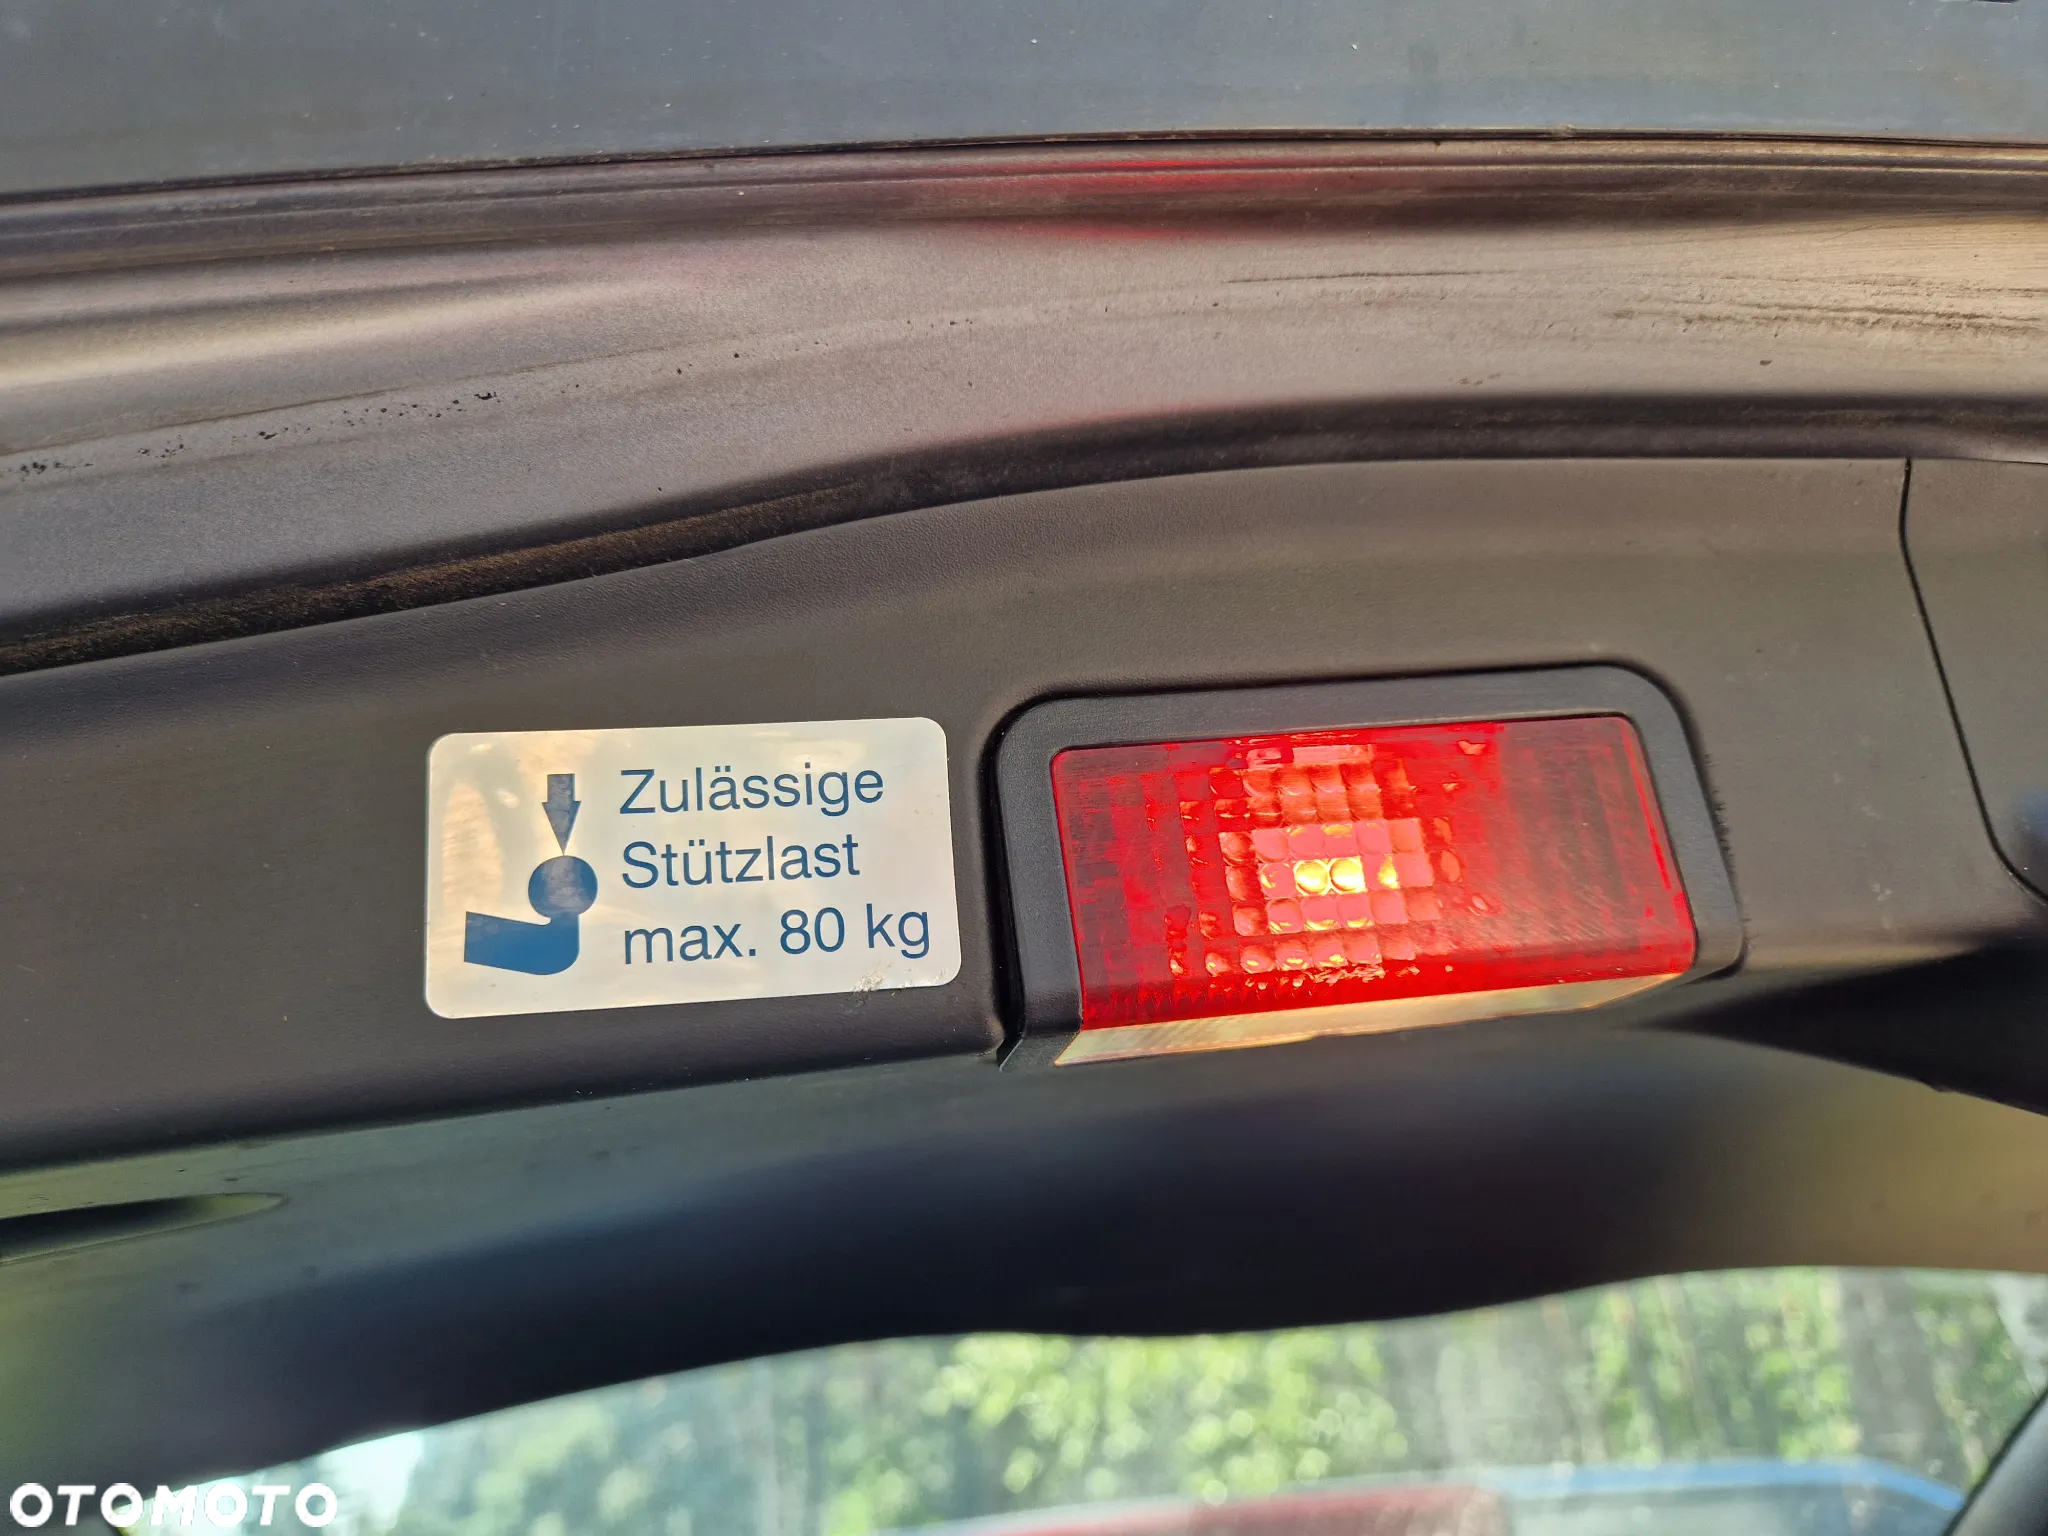 Zulässige
Stützlast
max. 80 kg
OTOMOTO